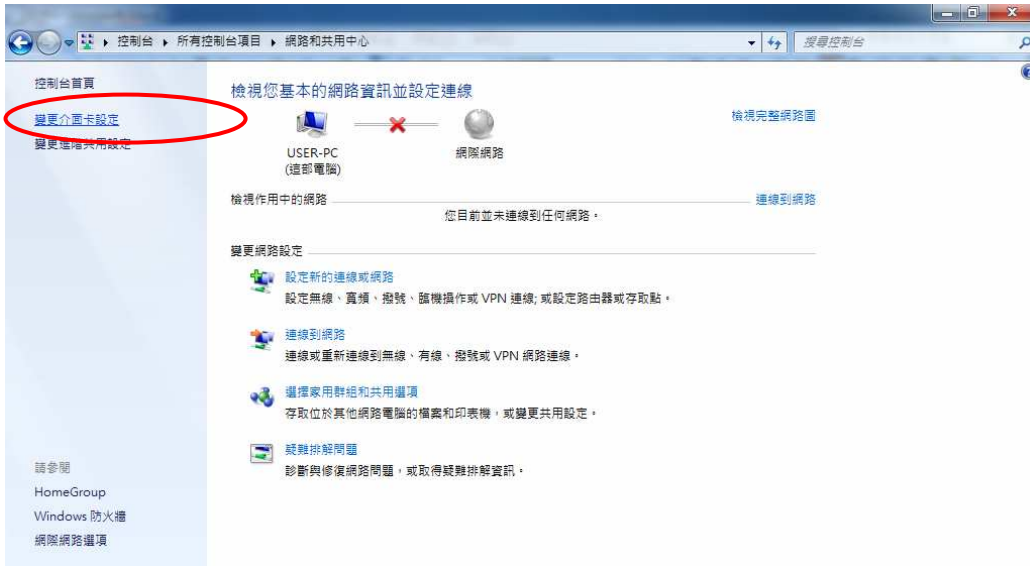 控制台 ▸ 所有控制台項目 ▸ 網路和共用中心
搜尋控制台
控制台首頁
變更介面卡設定
變更進階共用設定
檢視您基本的網路資訊並設定連線
檢視完整網路圖
USER-PC
(這部電腦)
網際網路
檢視作用中的網路
連線到網路
您目前並未連線到任何網路。
變更網路設定
設定新的連線或網路
設定無線、寬頻、撥號、臨機操作或 VPN 連線; 或設定路由器或存取點。
連線到網路
連線或重新連線到無線、有線、撥號或 VPN 網路連線。
選擇家用群組和共用選項
存取位於其他網路電腦的檔案和印表機，或變更共用設定。
疑難排解問題
診斷與修復網路問題，或取得疑難排解資訊。
請參閱
HomeGroup
Windows 防火牆
網際網路選項